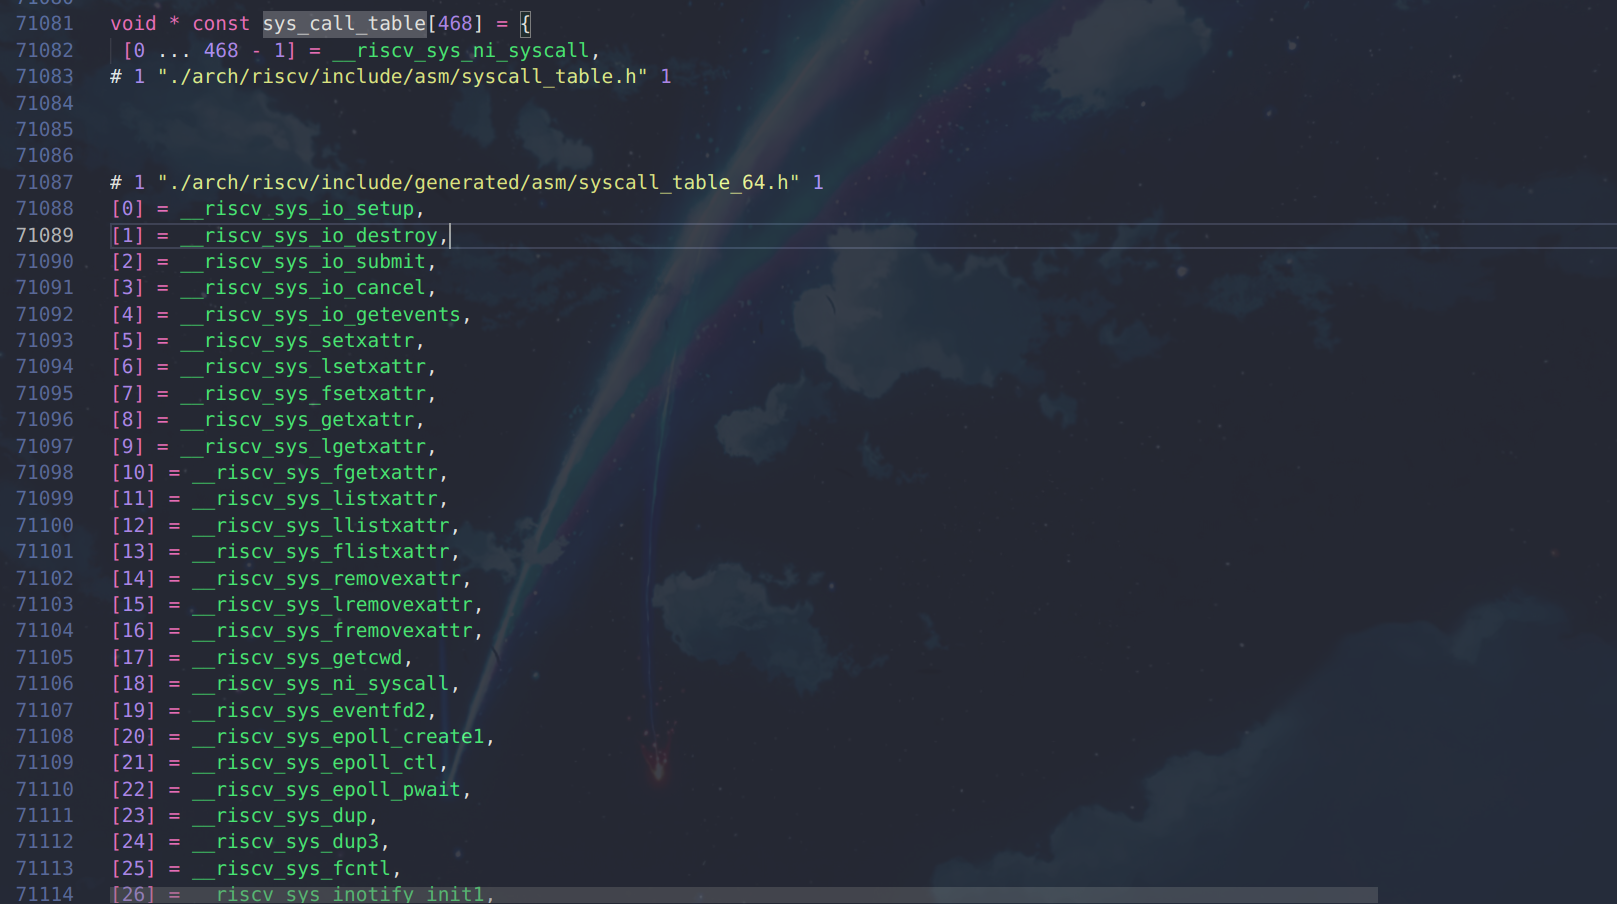 71081 void * const sys_call_table[468] = {
71082 [0 ... 468 - 1] = __riscv_sys_ni_syscall,
71083 # 1 "./arch/riscv/include/asm/syscall_table.h" 1
71084
71085
71086
71087 # 1 "./arch/riscv/include/generated/asm/syscall_table_64.h" 1
71088 [0] = __riscv_sys_io_setup,
71089 [1] = __riscv_sys_io_destroy,
71090 [2] = __riscv_sys_io_submit,
71091 [3] = __riscv_sys_io_cancel,
71092 [4] = __riscv_sys_io_getevents,
71093 [5] = __riscv_sys_setxattr,
71094 [6] = __riscv_sys_lsetxattr,
71095 [7] = __riscv_sys_fsetxattr,
71096 [8] = __riscv_sys_getxattr,
71097 [9] = __riscv_sys_lgetxattr,
71098 [10] = __riscv_sys_fgetxattr,
71099 [11] = __riscv_sys_listxattr,
71100 [12] = __riscv_sys_llistxattr,
71101 [13] = __riscv_sys_flistxattr,
71102 [14] = __riscv_sys_removexattr,
71103 [15] = __riscv_sys_lremovexattr,
71104 [16] = __riscv_sys_fremovexattr,
71105 [17] = __riscv_sys_getcwd,
71106 [18] = __riscv_sys_ni_syscall,
71107 [19] = __riscv_sys_eventfd2,
71108 [20] = __riscv_sys_epoll_create1,
71109 [21] = __riscv_sys_epoll_ctl,
71110 [22] = __riscv_sys_epoll_pwait,
71111 [23] = __riscv_sys_dup,
71112 [24] = __riscv_sys_dup3,
71113 [25] = __riscv_sys_fcntl,
71114 [26] = __riscv_sys_inotify_init1,